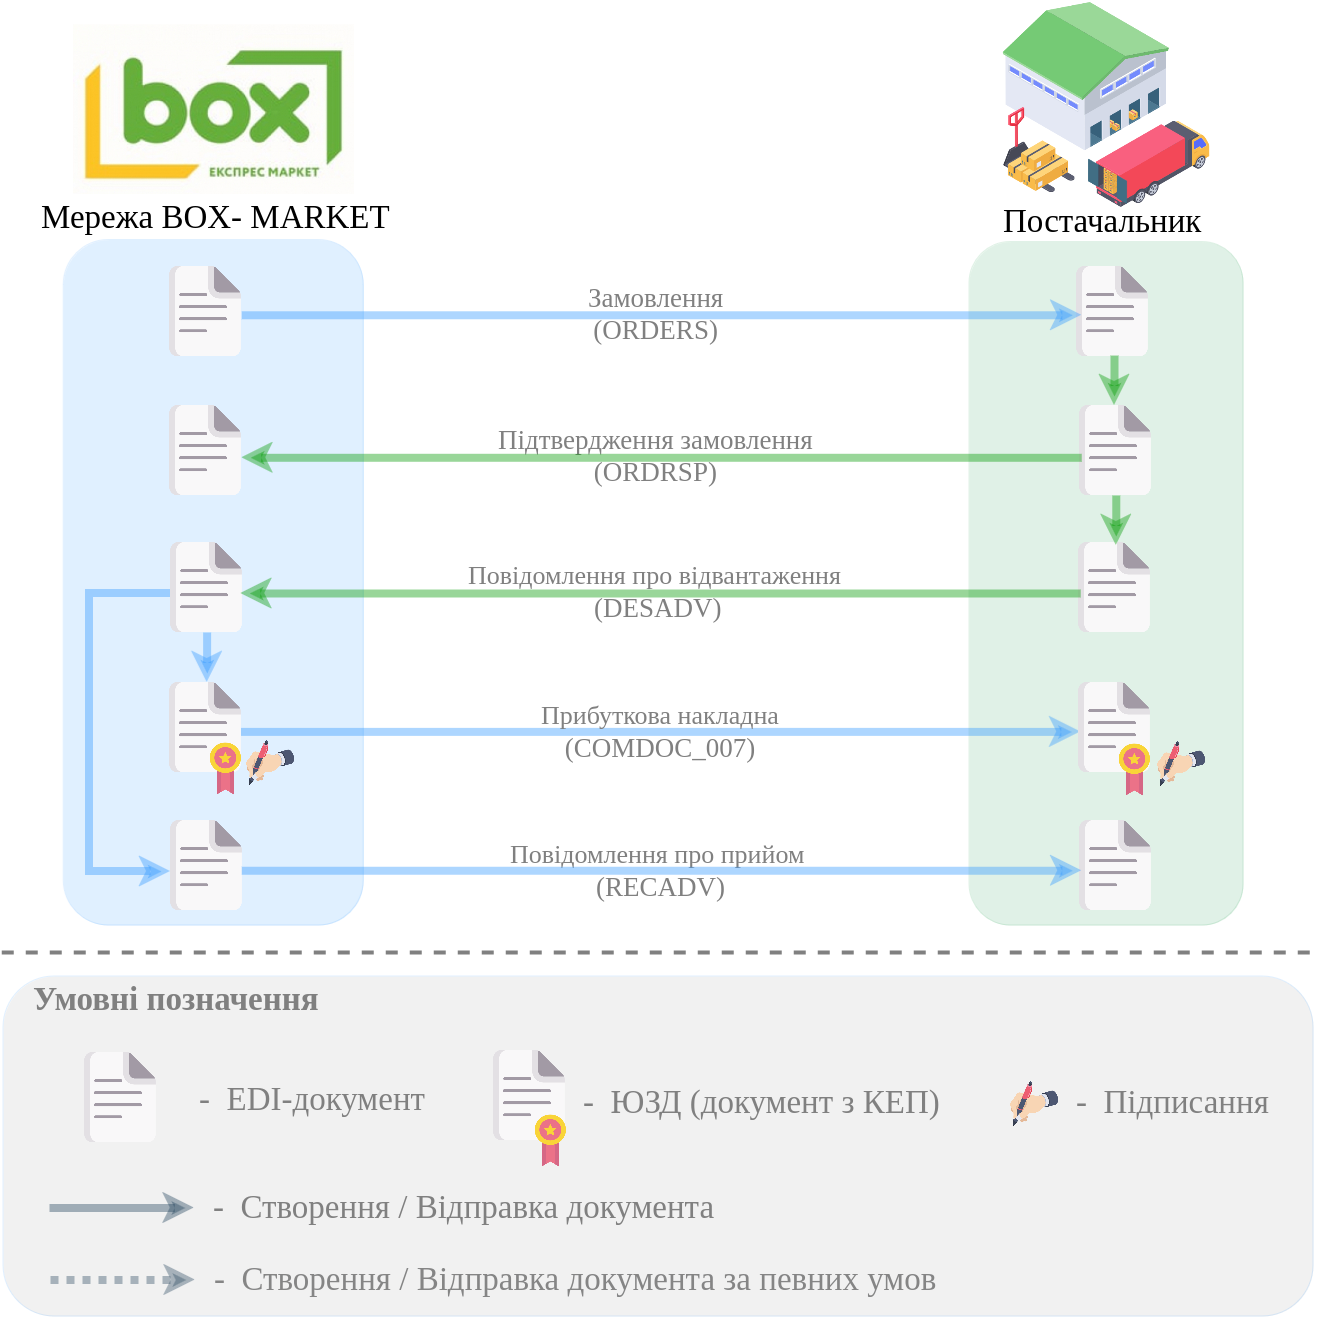 box
ЕКСПРЕС МАРКЕТ
Мережа BOX- MARKET
Постачальник
Замовлення
(ORDERS)
Підтвердження замовлення
(ORDRSP)
Повідомлення про відвантаження
(DESADV)
Прибуткова накладна
(COMDOC_007)
Повідомлення про прийом
(RECADV)
Умовні позначення
- EDI-документ
- ЮЗД (документ з КЕП)
- Підписання
- Створення / Відправка документа
- Створення / Відправка документа за певних умов